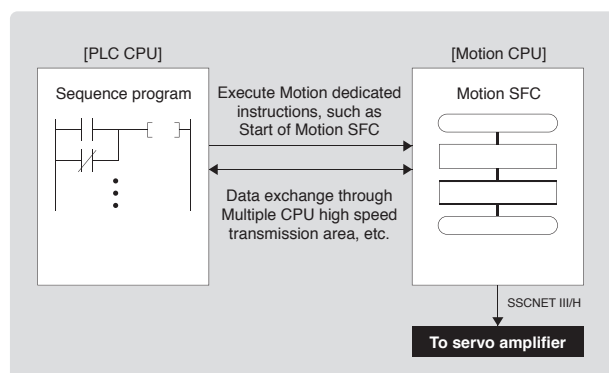 [PLC CPU]
[Motion CPU]
Sequence program
Execute Motion dedicated
instructions, such as
Start of Motion SFC
Motion SFC
Data exchange through
Multiple CPU high speed
transmission area, etc.
SSCNET III/H
To servo amplifier